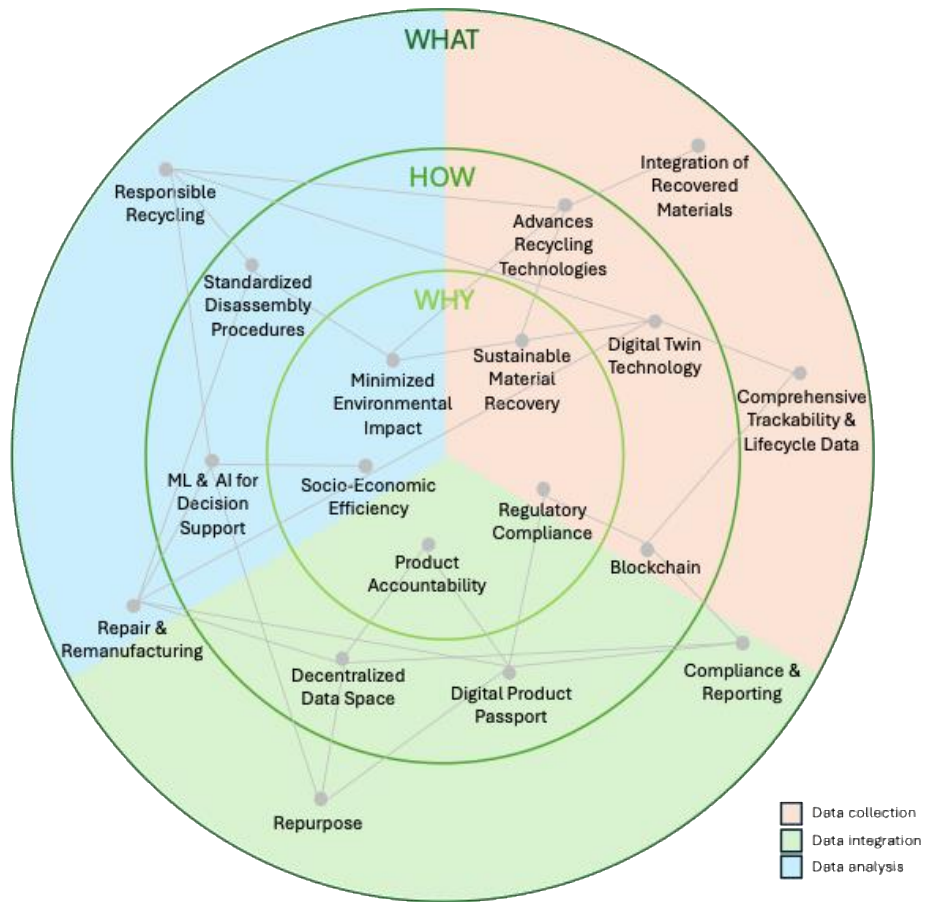 WHAT
Integration of
Recovered
Materials
HOW
Responsible
Recycling
Advances
Recycling
Technologies
Standardized
Disassembly
Procedures
WHY
Digital Twin
Technology
Sustainable
Material
Recovery
Minimized
Environmental
Impact
Comprehensive
Trackability &
Lifecycle Data
ML & AI for
Decision
Support
Socio-Economic
Efficiency
Regulatory
Compliance
Product
Accountability
Blockchain
Repair &
Remanufacturing
Decentralized
Data Space
Digital Product
Passport
Compliance &
Reporting
Repurpose
Data collection
Data integration
Data analysis